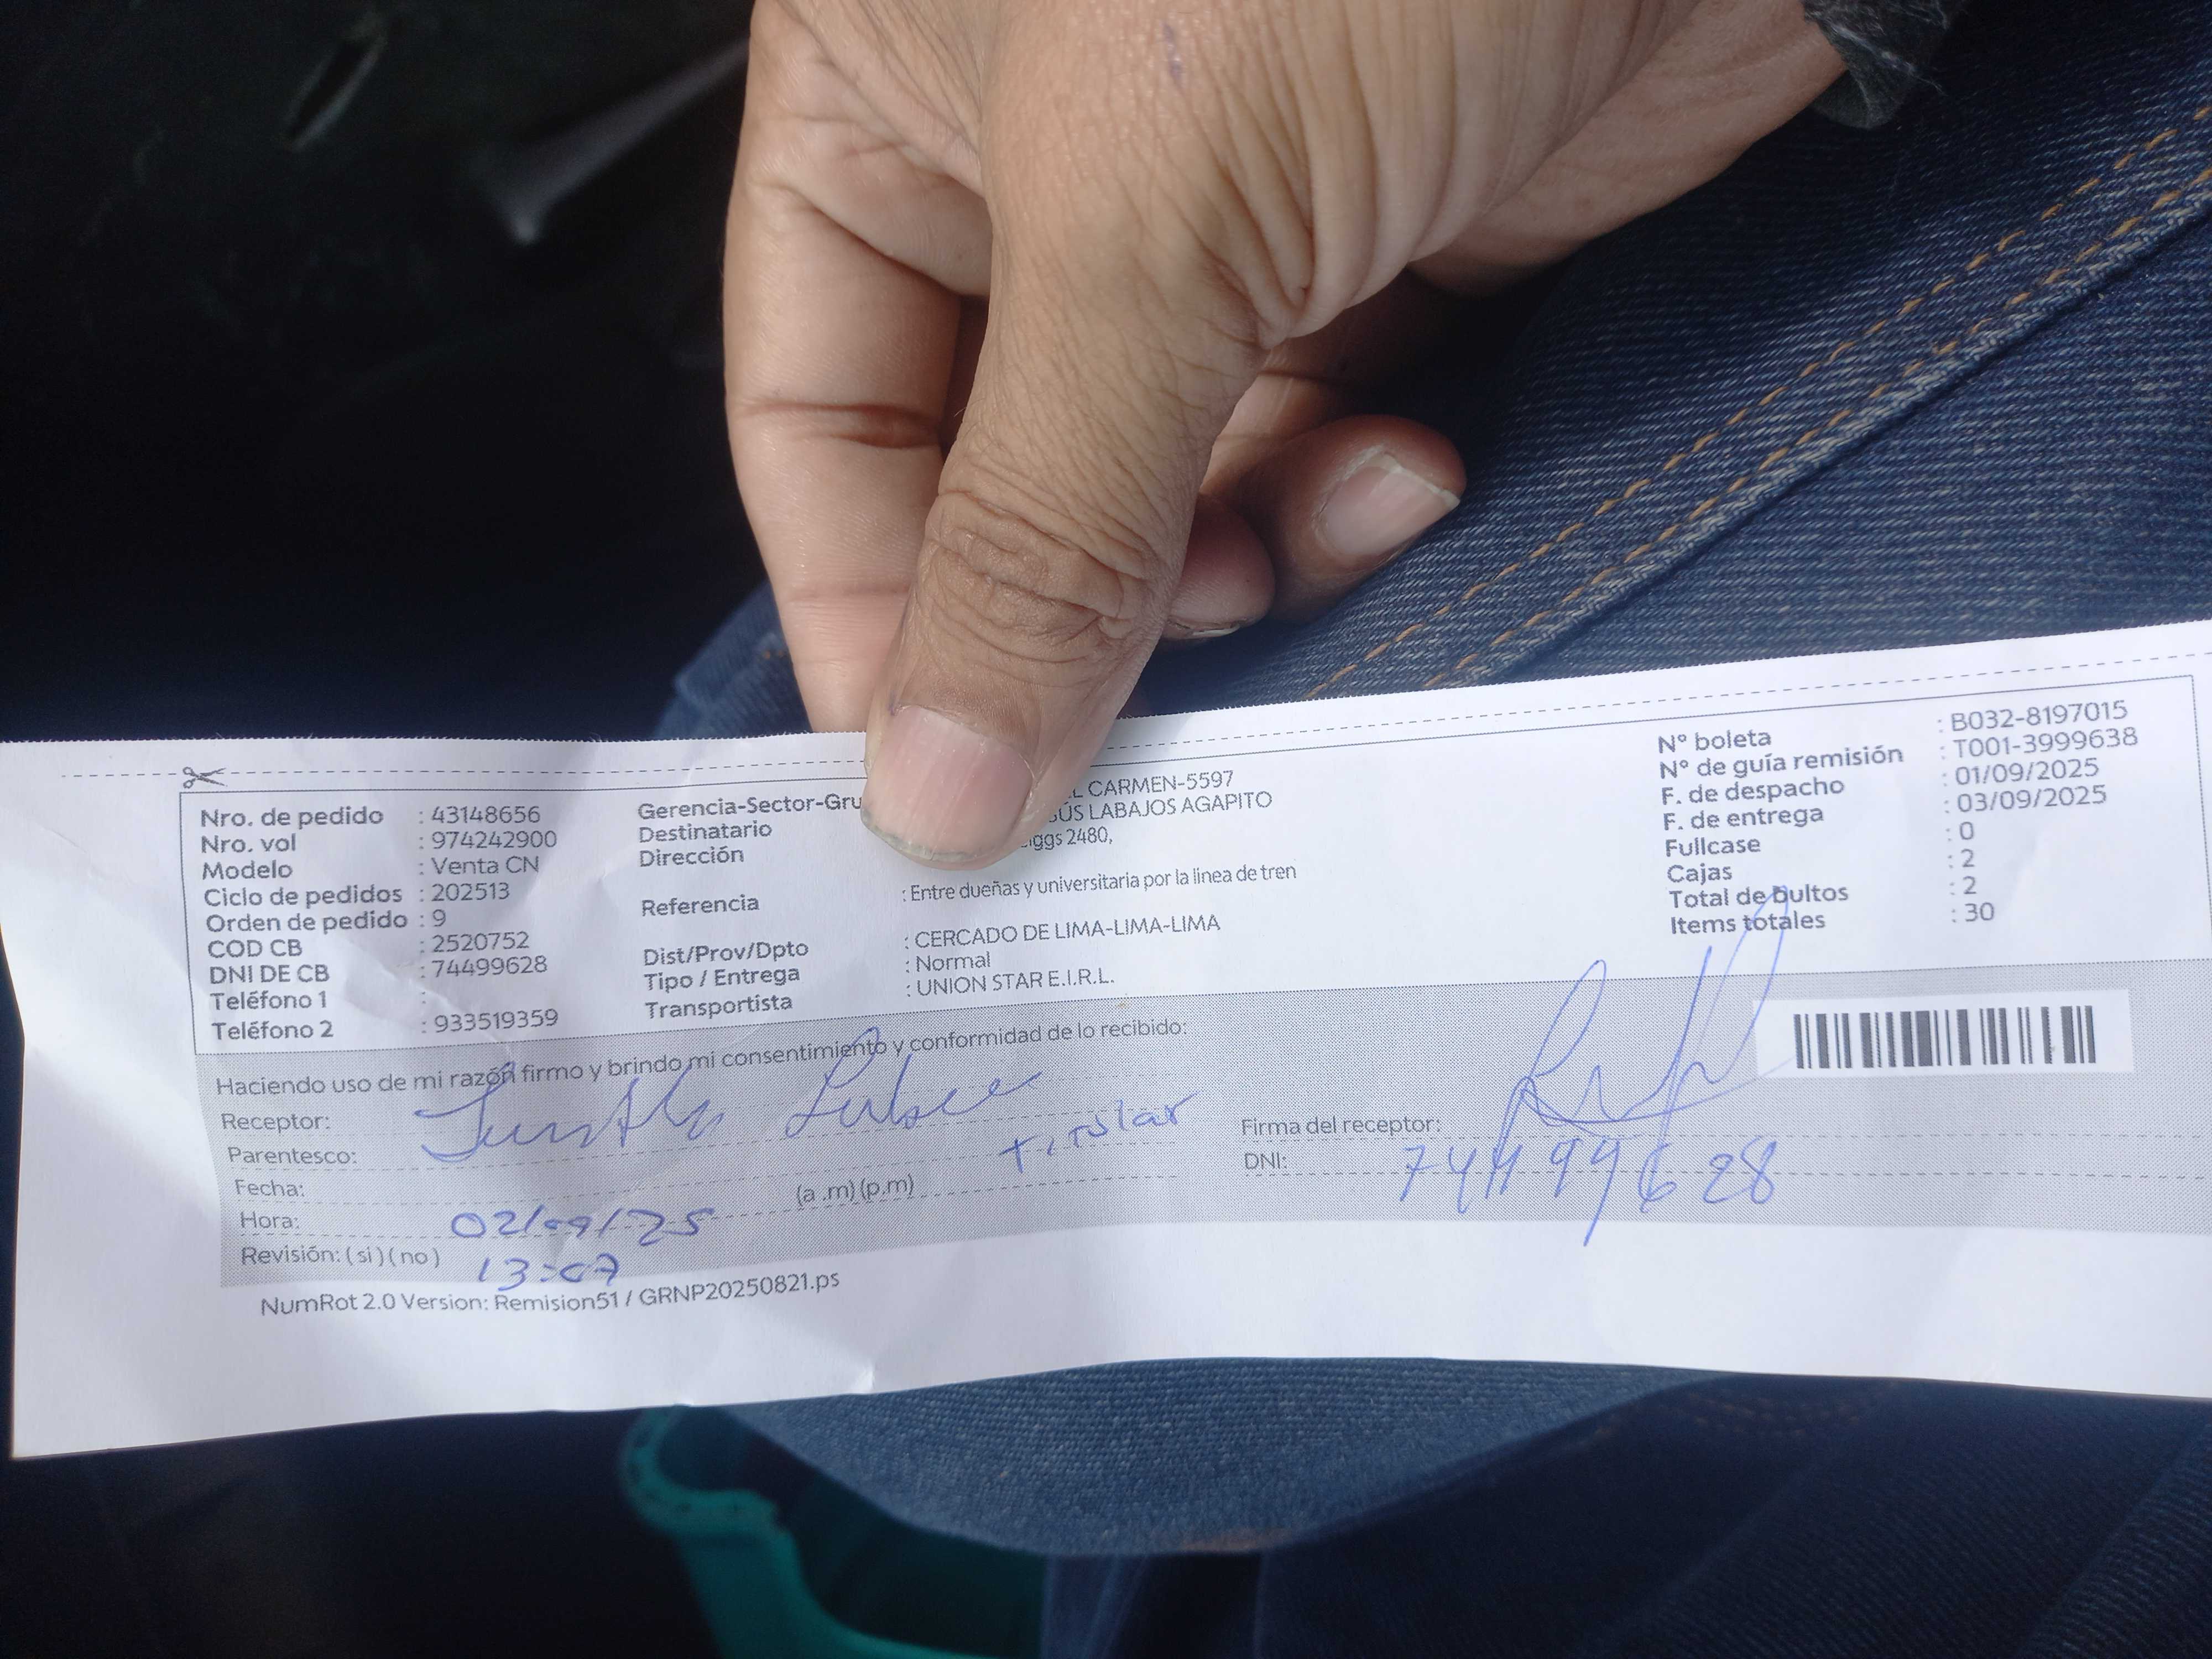 Nro. de pedido : 43148656
Nro. vol : 974242900
Modelo : Venta CN
Ciclo de pedidos : 202513
Orden de pedido : 9
COD CB : 2520752
DNI DE CB : 74499628
Teléfono 1 :
Teléfono 2 : 933519359
Gerencia-Sector-Gru CARMEN-5597
Destinatario LABAJOS AGAPITO
Dirección 2480,
Referencia : Entre dueñas y universitaria por la linea de tren
Dist/Prov/Dpto : CERCADO DE LIMA-LIMA-LIMA
Tipo / Entrega : Normal
Transportista : UNION STAR E.I.R.L.
N° boleta : B032-8197015
N° de guía remisión : T001-3999638
F. de despacho : 01/09/2025
F. de entrega : 03/09/2025
Fullcase : 0
Cajas : 2
Total de bultos : 2
Items totales : 30
Haciendo uso de mi razón firmo y brindo mi consentimiento y conformidad de lo recibido:
Receptor:
Parentesco: titular
Fecha: (a .m) (p.m)
Hora: 02/09/25
Revisión: ( si ) ( no ) 13:07
Firma del receptor:
DNI: 74499628
NumRot 2.0 Version: Remision51 / GRNP20250821.ps